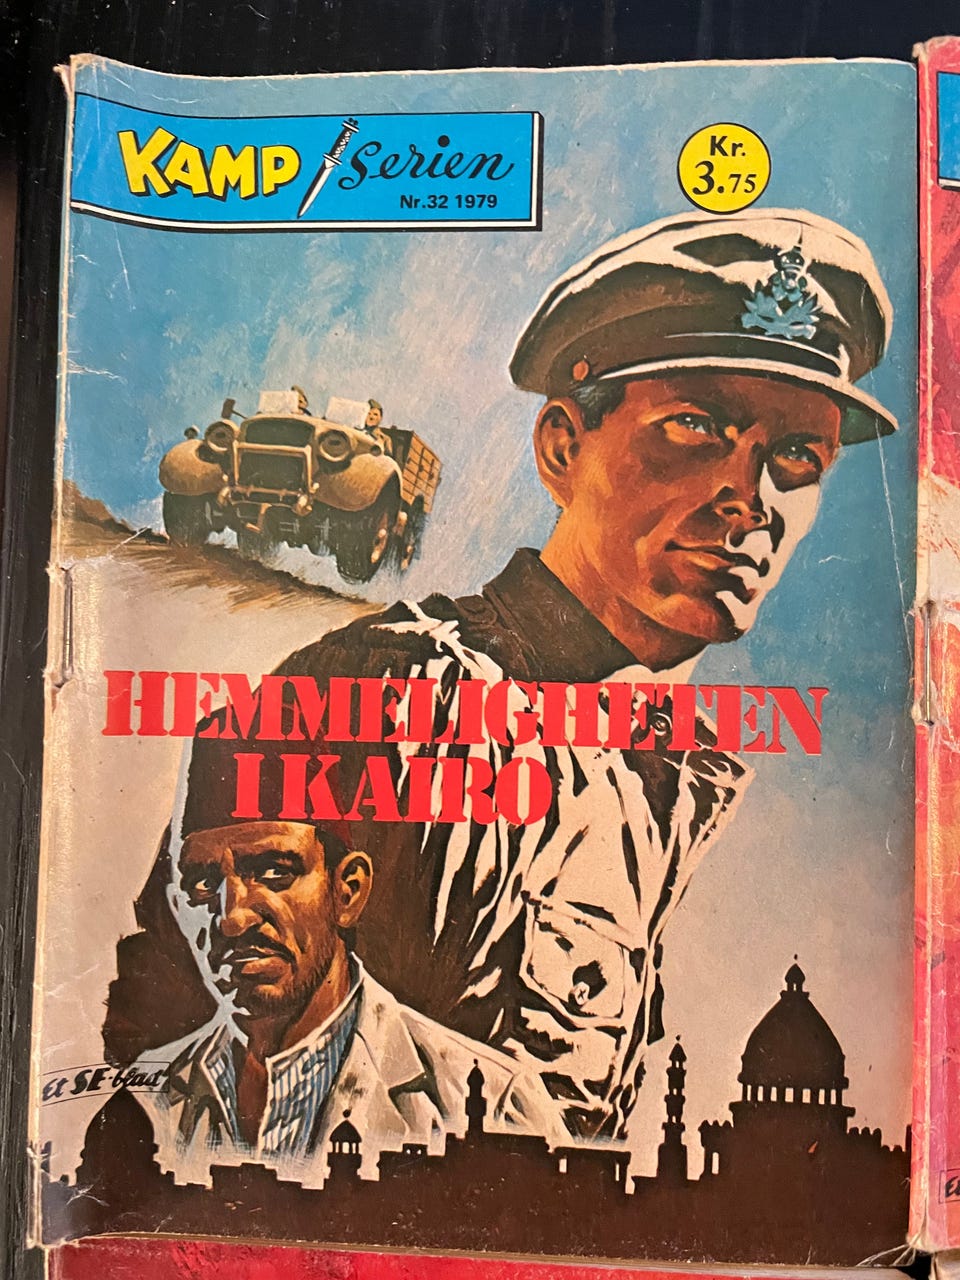 KAMP serien
Nr.32 1979
Kr.
3.75
HEMMELIGHETEN
I KAIRO
Et SE-blad